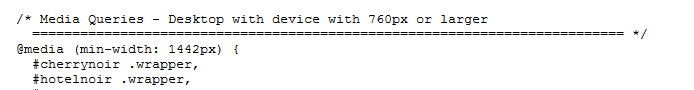 /* Media Queries - Desktop with device with 760px or larger
========================================================================== */
@media (min-width: 1442px) {
#cherrynoir .wrapper,
#hotelnoir .wrapper,